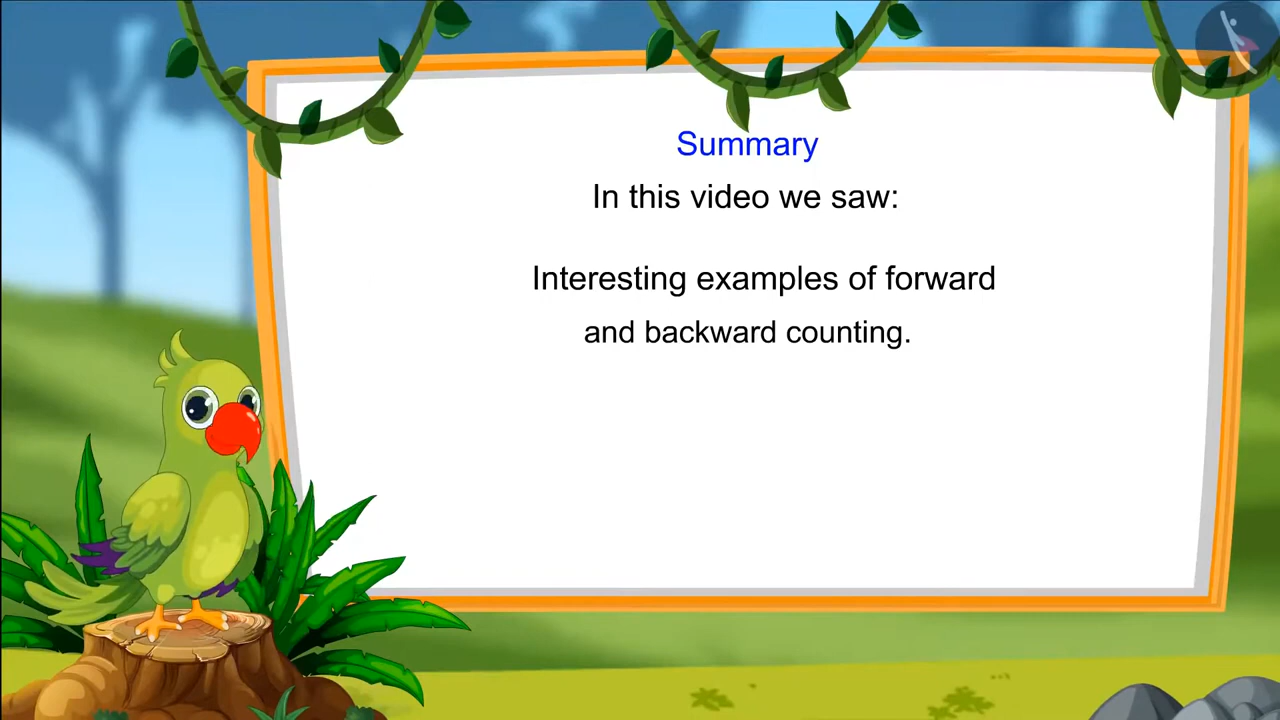 Summary
In this video we saw:
Interesting examples of forward
and backward counting.